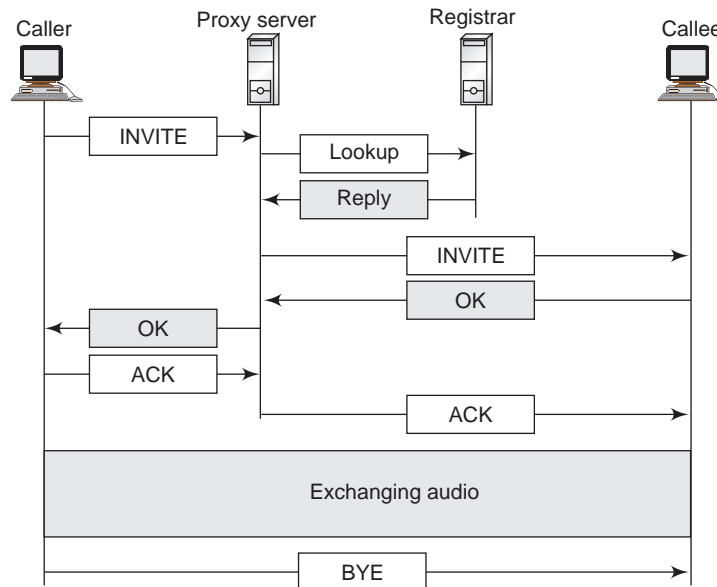 Caller
Proxy server
Registrar
Callee
INVITE
Lookup
Reply
INVITE
OK
OK
ACK
ACK
Exchanging audio
BYE